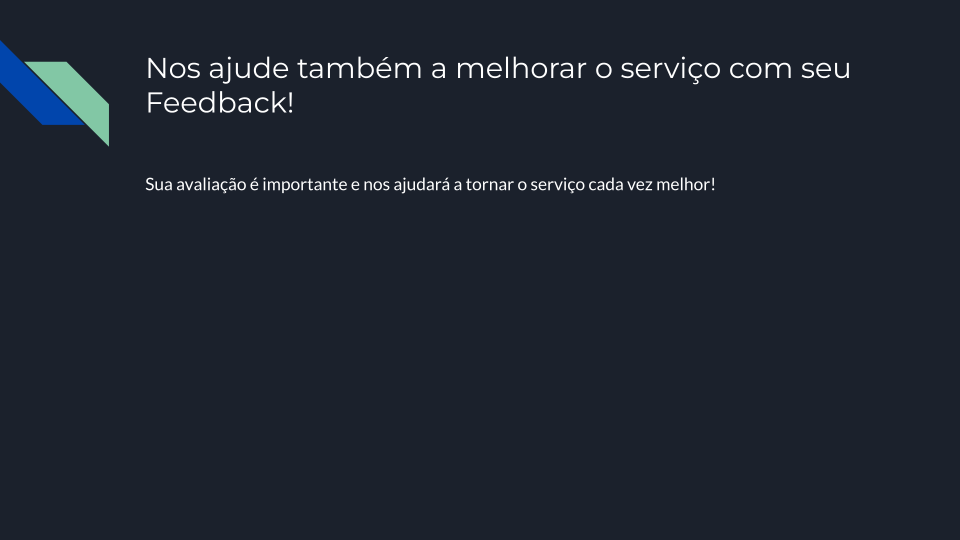 Nos ajude também a melhorar o serviço com seu
Feedback!
Sua avaliação é importante e nos ajudará a tornar o serviço cada vez melhor!